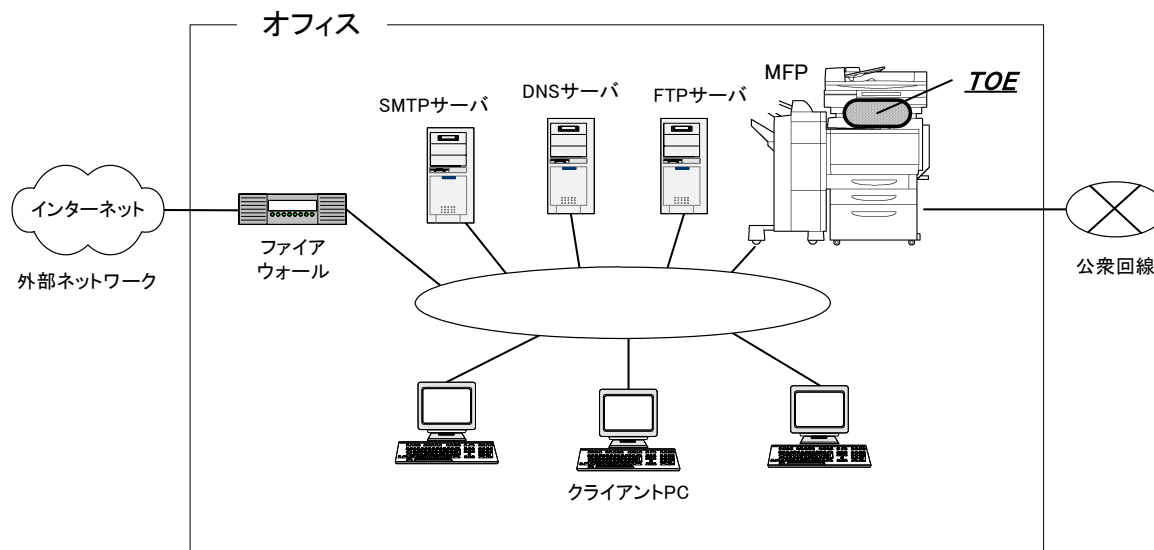 オフィス
MFP
TOE
SMTPサーバ
DNSサーバ
FTPサーバ
インターネット
外部ネットワーク
ファイア
ウォール
公衆回線
クライアントPC